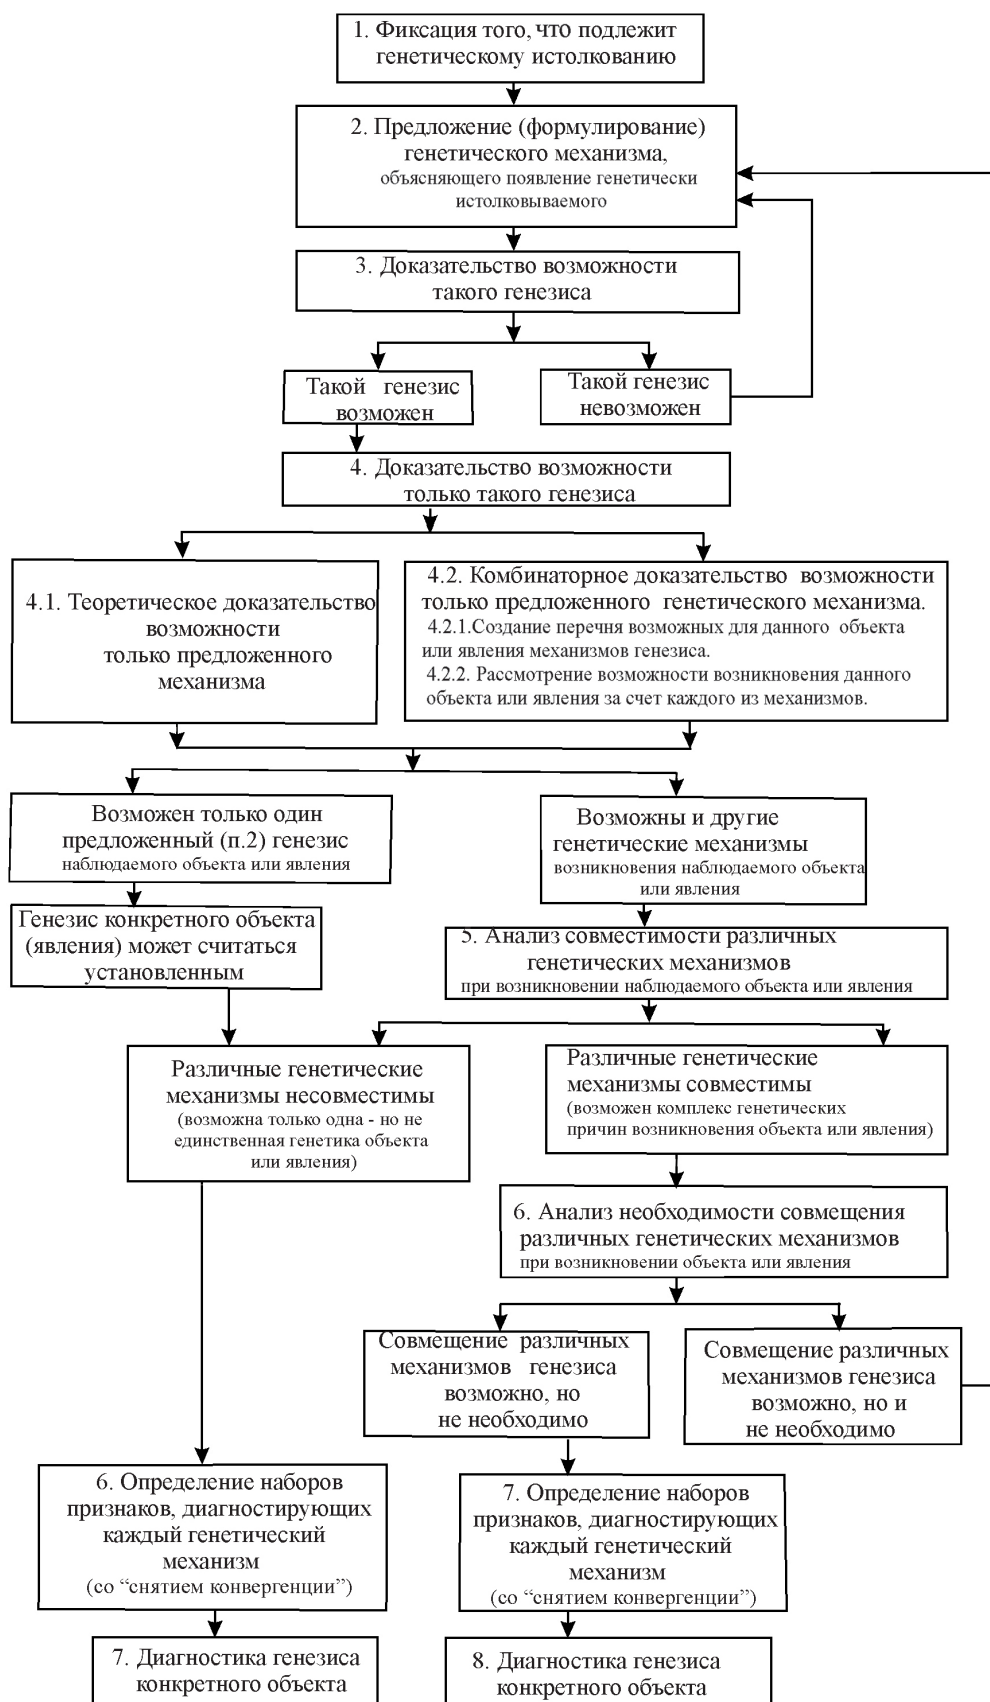 1. Фиксация того, что подлежит
генетическому истолкованию
2. Предложение (формулирование)
генетического механизма,
объясняющего появление генетически
истолковываемого
3. Доказательство возможности
такого генезиса
Такой генезис
возможен
Такой генезис
невозможен
4. Доказательство возможности
только такого генезиса
4.1. Теоретическое доказательство
возможности
только предложенного
механизма
4.2. Комбинаторное доказательство возможности
только предложенного генетического механизма.
4.2.1.Создание перечня возможных для данного объекта
или явления механизмов генезиса.
4.2.2. Рассмотрение возможности возникновения данного
объекта или явления за счет каждого из механизмов.
Возможен только один
предложенный (п.2) генезис
наблюдаемого объекта или явления
Возможны и другие
генетические механизмы
возникновения наблюдаемого объекта
или явления
Генезис конкретного объекта
(явления) может считаться
установленным
5. Анализ совместимости различных
генетических механизмов
при возникновении наблюдаемого объекта или явления
Различные генетические
механизмы несовместимы
(возможна только одна - но не
единственная генетика объекта
или явления)
Различные генетические
механизмы совместимы
(возможен комплекс генетических
причин возникновения объекта или явления)
6. Анализ необходимости совмещения
различных генетических механизмов
при возникновении объекта или явления
Совмещение различных
механизмов генезиса
возможно, но
не необходимо
Совмещение различных
механизмов генезиса
возможно, но и
не необходимо
6. Определение наборов
признаков, диагностирующих
каждый генетический
механизм
(со “снятием конвергенции”)
7. Определение наборов
признаков, диагностирующих
каждый генетический
механизм
(со “снятием конвергенции”)
7. Диагностика генезиса
конкретного объекта
8. Диагностика генезиса
конкретного объекта